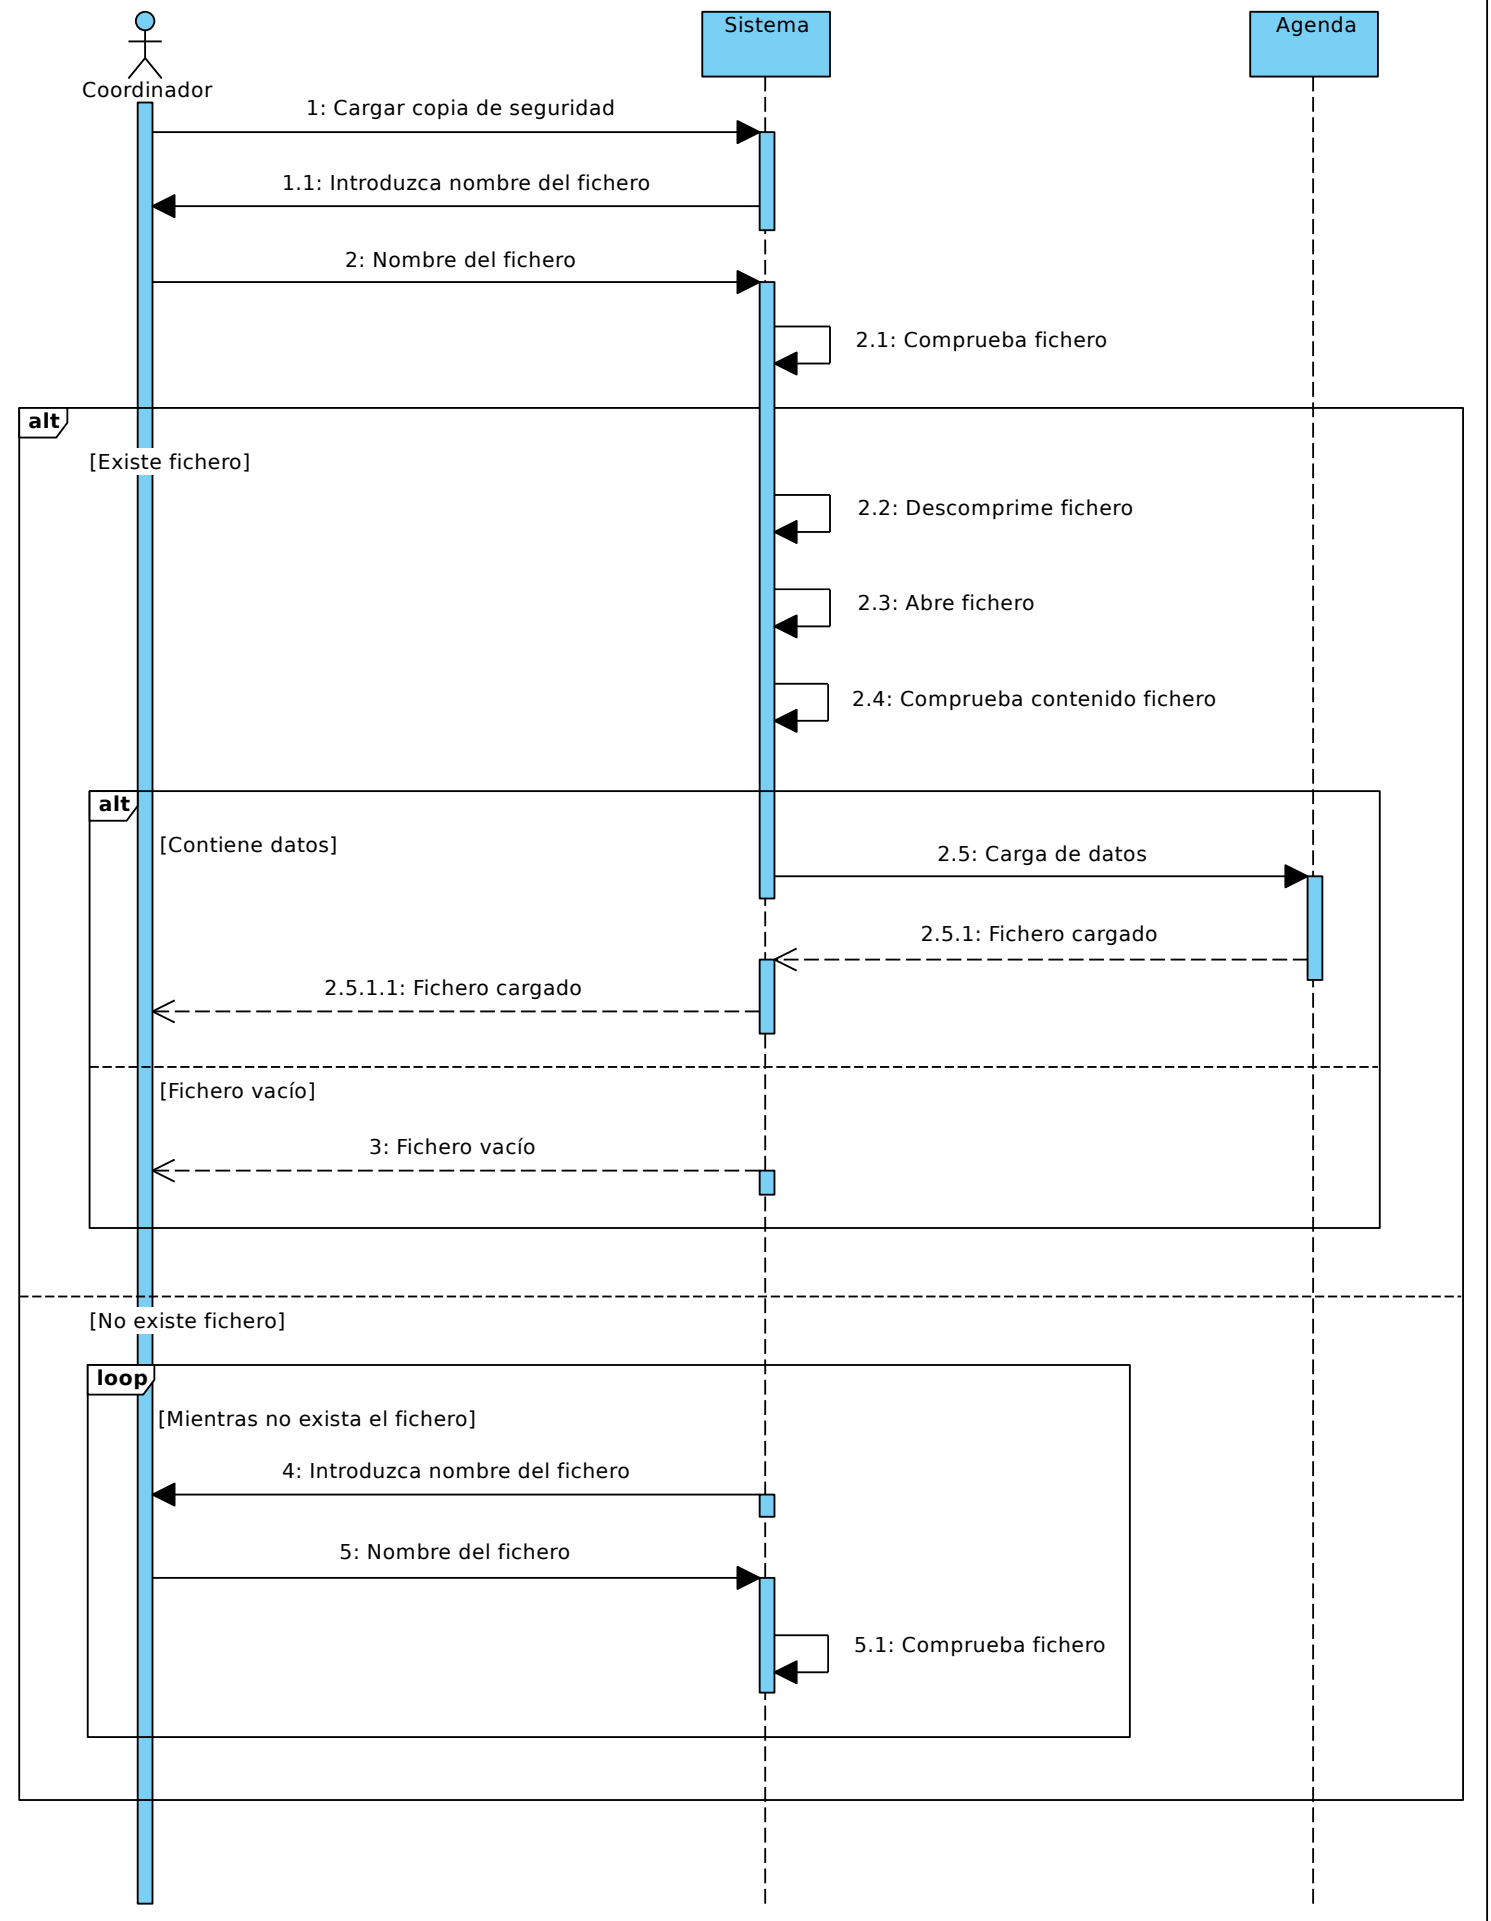 Coordinador
Sistema
Agenda
1: Cargar copia de seguridad
1.1: Introduzca nombre del fichero
2: Nombre del fichero
2.1: Comprueba fichero
alt
[Existe fichero]
2.2: Descomprime fichero
2.3: Abre fichero
2.4: Comprueba contenido fichero
alt
[Contiene datos]
2.5: Carga de datos
2.5.1: Fichero cargado
2.5.1.1: Fichero cargado
[Fichero vacío]
3: Fichero vacío
[No existe fichero]
loop
[Mientras no exista el fichero]
4: Introduzca nombre del fichero
5: Nombre del fichero
5.1: Comprueba fichero